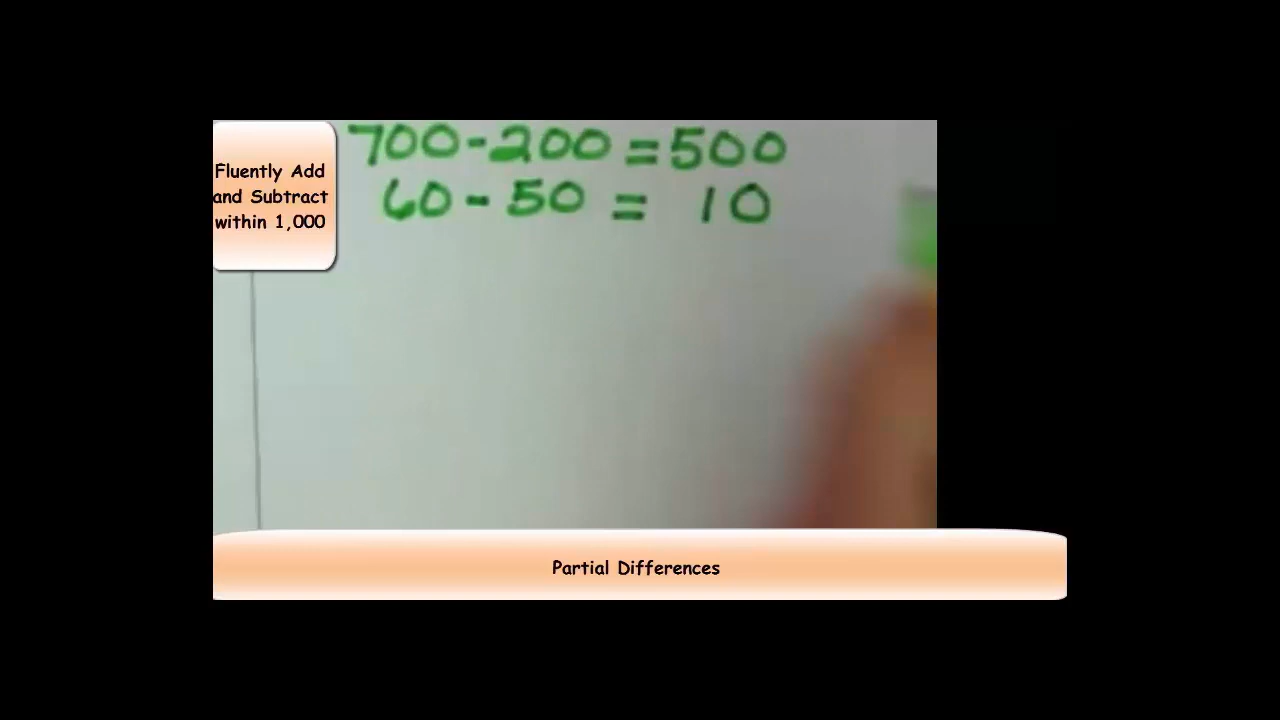 Fluently Add
and Subtract
within 1,000
700-200=500
60-50= 10
Partial Differences